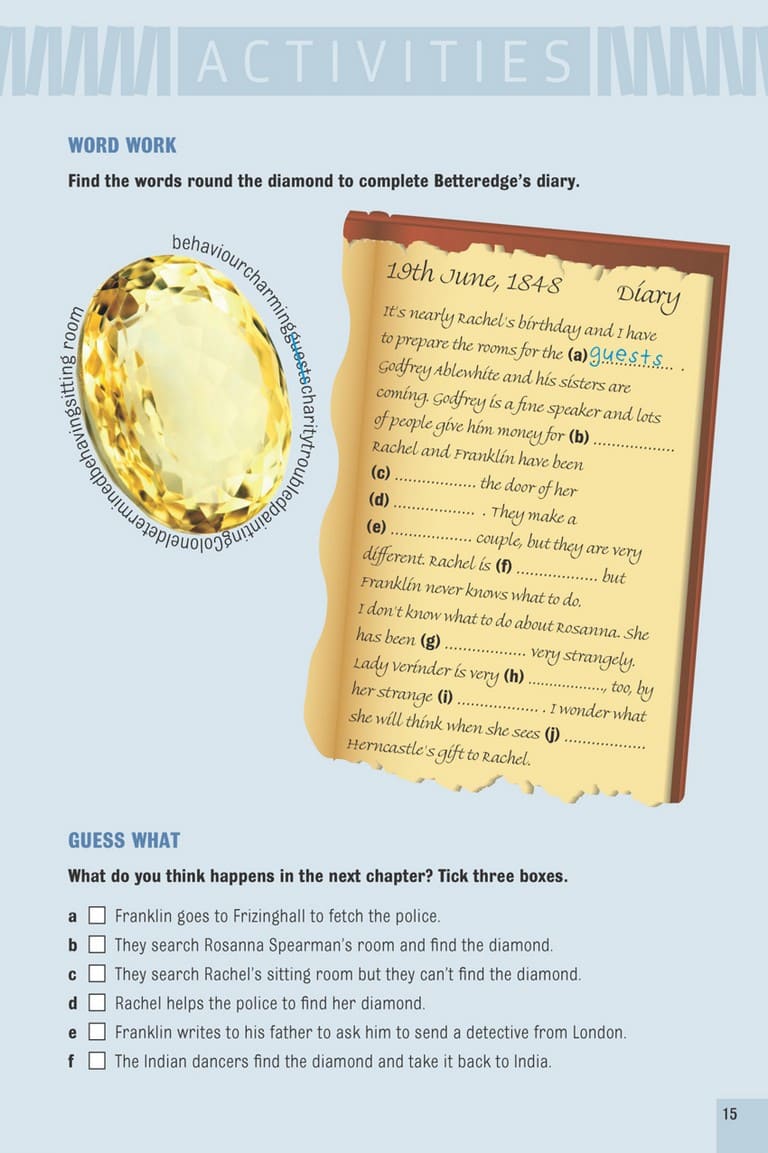 ACTIVITIES
WORD WORK
Find the words round the diamond to complete Betteredge's diary.
behaviourcharmingguestscharitytroubledpaintingColoneldeterminedbehavingsitting room
19th June, 1848 Diary
It's nearly Rachel's birthday and I have
to prepare the rooms for the (a) guests .
Godfrey Ablewhite and his sisters are
coming. Godfrey is a fine speaker and lots
of people give him money for (b) ..................
Rachel and Franklin have been
(c) .................. the door of her
(d) .................. . They make a
(e) .................. couple, but they are very
different. Rachel is (f) .................. but
Franklin never knows what to do.
I don't know what to do about Rosanna. She
has been (g) .................. very strangely.
Lady Verinder is very (h) .................., too, by
her strange (i) .................. . I wonder what
she will think when she sees (j) ..................
Herncastle's gift to Rachel.
GUESS WHAT
What do you think happens in the next chapter? Tick three boxes.
a Franklin goes to Frizinghall to fetch the police.
b They search Rosanna Spearman's room and find the diamond.
c They search Rachel's sitting room but they can't find the diamond.
d Rachel helps the police to find her diamond.
e Franklin writes to his father to ask him to send a detective from London.
f The Indian dancers find the diamond and take it back to India.
15